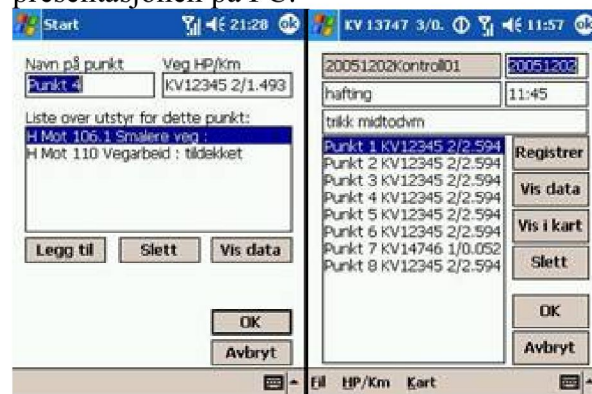 presentasjonen på PC.
Start 21:28 ok
Navn på punkt Veg HP/Km
Punkt 4 KV12345 2/1.493
Liste over utstyr for dette punkt:
H Mot 106.1 Smalere veg :
H Mot 110 Vegarbeid : tildekket
Legg til Slett Vis data
OK
Avbryt
KV 13747 3/0. 11:57 ok
20051202Kontroll01 20051202
hafting 11:45
trikk midtodvm
Punkt 1 KV12345 2/2.594
Punkt 2 KV12345 2/2.594
Punkt 3 KV12345 2/2.594
Punkt 4 KV12345 2/2.594
Punkt 5 KV12345 2/2.594
Punkt 6 KV12345 2/2.594
Punkt 7 KV14746 1/0.052
Punkt 8 KV12345 2/2.594
Registrer
Vis data
Vis i kart
Slett
OK
Avbryt
Fil HP/Km Kart